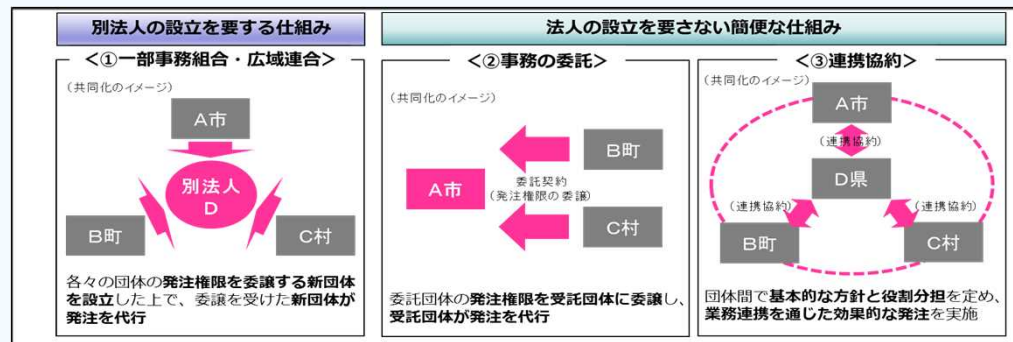 別法人の設立を要する仕組み
<①一部事務組合・広域連合>
(共同化のイメージ)
A市
別法人
D
B町
C村
各々の団体の発注権限を委譲する新団体
を設立した上で、委譲を受けた新団体が
発注を代行
法人の設立を要さない簡便な仕組み
<②事務の委託>
(共同化のイメージ)
B町
A市
委託契約
(発注権限の委譲)
C村
委託団体の発注権限を受託団体に委譲し、
受託団体が発注を代行
<③連携協約>
(共同化のイメージ)
A市
(連携協約)
D県
(連携協約)
(連携協約)
B町
C村
団体間で基本的な方針と役割分担を定め、
業務連携を通じた効果的な発注を実施